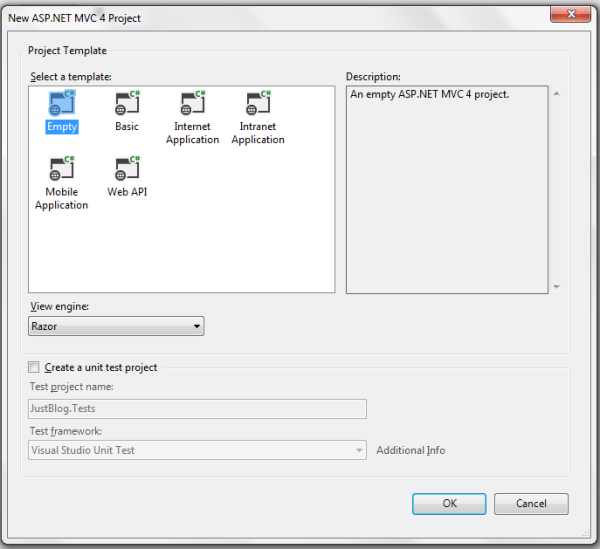 New ASP.NET MVC 4 Project
Project Template
Select a template:
Description:
C# C# C# C#
Empty Basic Internet Application Intranet Application
C# C#
Mobile Application Web API
An empty ASP.NET MVC 4 project.
View engine:
Razor
Create a unit test project
Test project name:
JustBlog.Tests
Test framework:
Visual Studio Unit Test
Additional Info
OK
Cancel